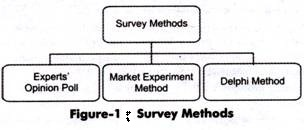 Survey Methods
Experts'
Opinion Poll
Market Experiment
Method
Delphi Method
Figure-1 : Survey Methods